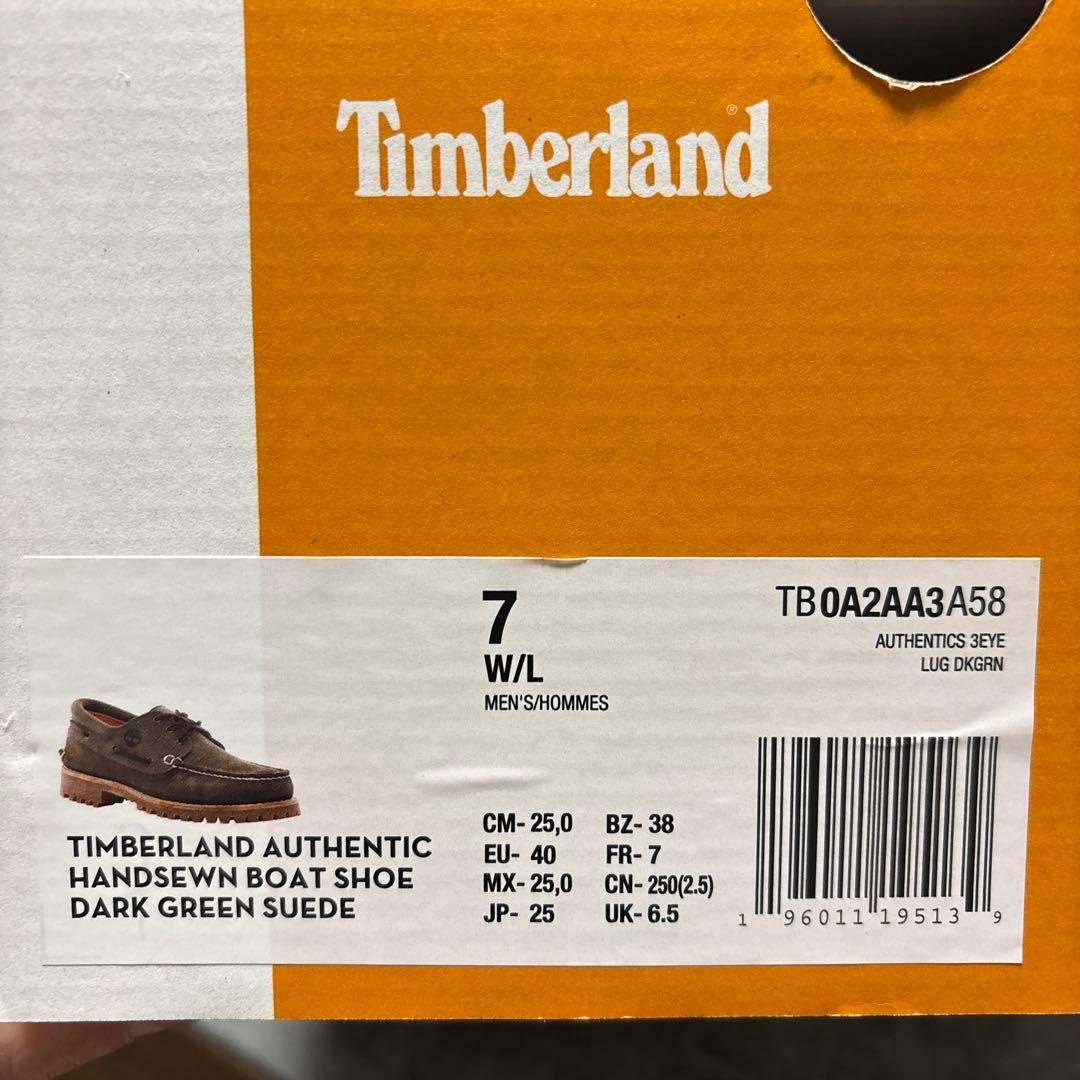 Timberland®
7
W/L
MEN'S/HOMMES
TB0A2AA3A58
AUTHENTICS 3EYE
LUG DKGRN
TIMBERLAND AUTHENTIC
HANDSEWN BOAT SHOE
DARK GREEN SUEDE
CM- 25,0 BZ- 38
EU- 40 FR- 7
MX- 25,0 CN- 250(2.5)
JP- 25 UK- 6.5
1 96011 19513 9